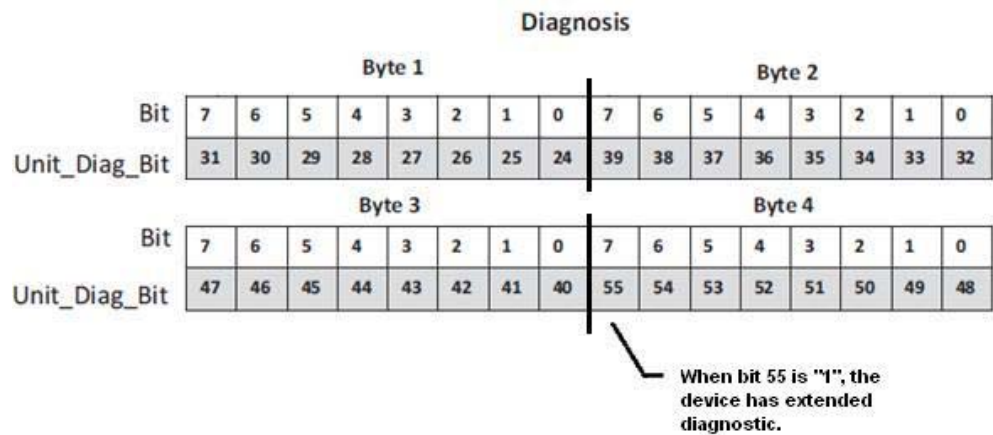 Diagnosis
Byte 1 Byte 2
Bit 7 6 5 4 3 2 1 0 7 6 5 4 3 2 1 0
Unit_Diag_Bit 31 30 29 28 27 26 25 24 39 38 37 36 35 34 33 32
Byte 3 Byte 4
Bit 7 6 5 4 3 2 1 0 7 6 5 4 3 2 1 0
Unit_Diag_Bit 47 46 45 44 43 42 41 40 55 54 53 52 51 50 49 48
When bit 55 is "1", the
device has extended
diagnostic.